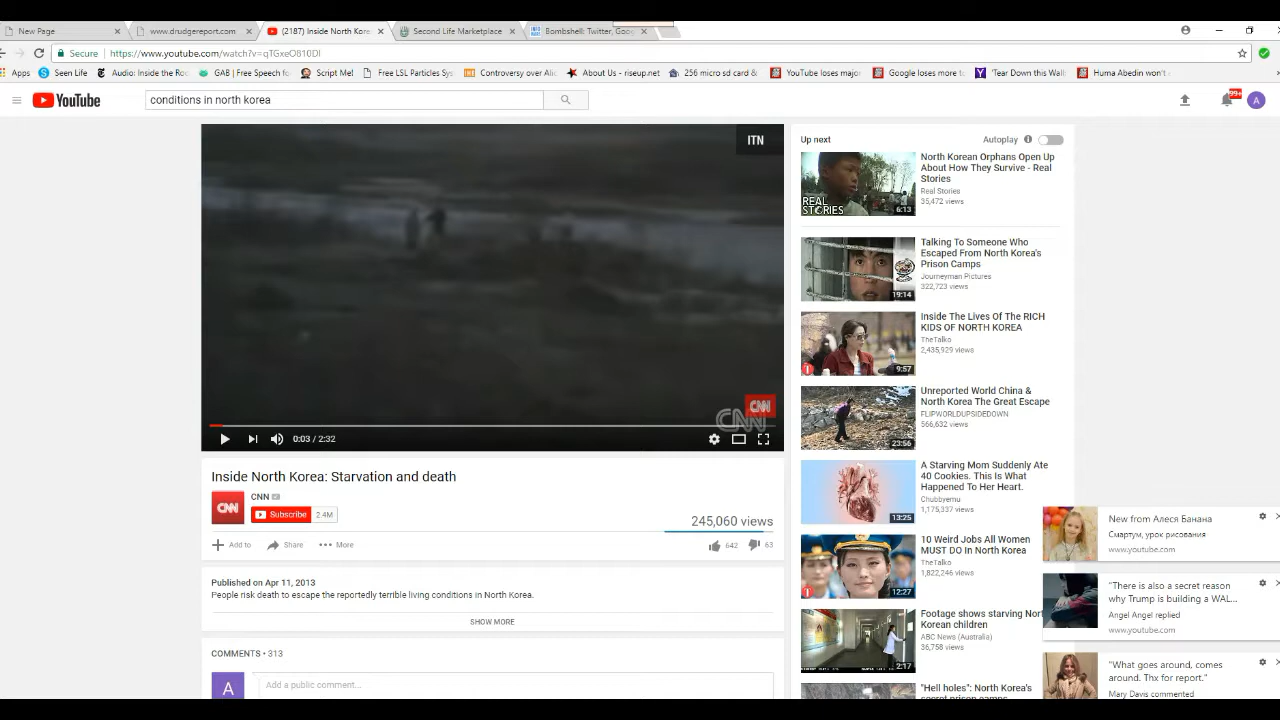 New Page
www.drudgereport.com
(2187) Inside North Kore
Second Life Marketplace
Bombshell: Twitter, Goog
Secure
https://www.youtube.com/watch?v=qTGxeO810DI
Apps
Seen Life
Audio: Inside the Ro
GAB | Free Speech fo
Script Me!
Free LSL Particles Sys
Controversy over Alic
About Us - riseup.net
256 micro sd card &
YouTube loses major
Google loses more t
'Tear Down this Wall
Huma Abedin won't
YouTube
conditions in north korea
99+
A
ITN
CNN
CNN
0:03 / 2:32
Inside North Korea: Starvation and death
CNN
CNN
Subscribe
2.4M
245,060 views
Add to
Share
More
642
63
Published on Apr 11, 2013
People risk death to escape the reportedly terrible living conditions in North Korea.
SHOW MORE
COMMENTS • 313
A
Add a public comment...
Up next
Autoplay
REAL STORIES
6:13
North Korean Orphans Open Up
About How They Survive - Real
Stories
Real Stories
35,472 views
19:14
Talking To Someone Who
Escaped From North Korea's
Prison Camps
Journeyman Pictures
322,723 views
9:57
Inside The Lives Of The RICH
KIDS OF NORTH KOREA
TheTalko
2,435,929 views
23:56
Unreported World China &
North Korea The Great Escape
FLIPWORLDUPSIDEDOWN
566,632 views
13:25
A Starving Mom Suddenly Ate
40 Cookies. This Is What
Happened To Her Heart.
Chubbyemu
1,175,337 views
12:27
10 Weird Jobs All Women
MUST DO In North Korea
TheTalko
1,822,246 views
2:17
Footage shows starving Nort
Korean children
ABC News (Australia)
36,758 views
"Hell holes": North Korea's
secret prison camps
New from Алеся Банана
Смартум, урок рисования
www.youtube.com
"There is also a secret reason
why Trump is building a WAL...
Angel Angel replied
www.youtube.com
"What goes around, comes
around. Thx for report."
Mary Davis commented